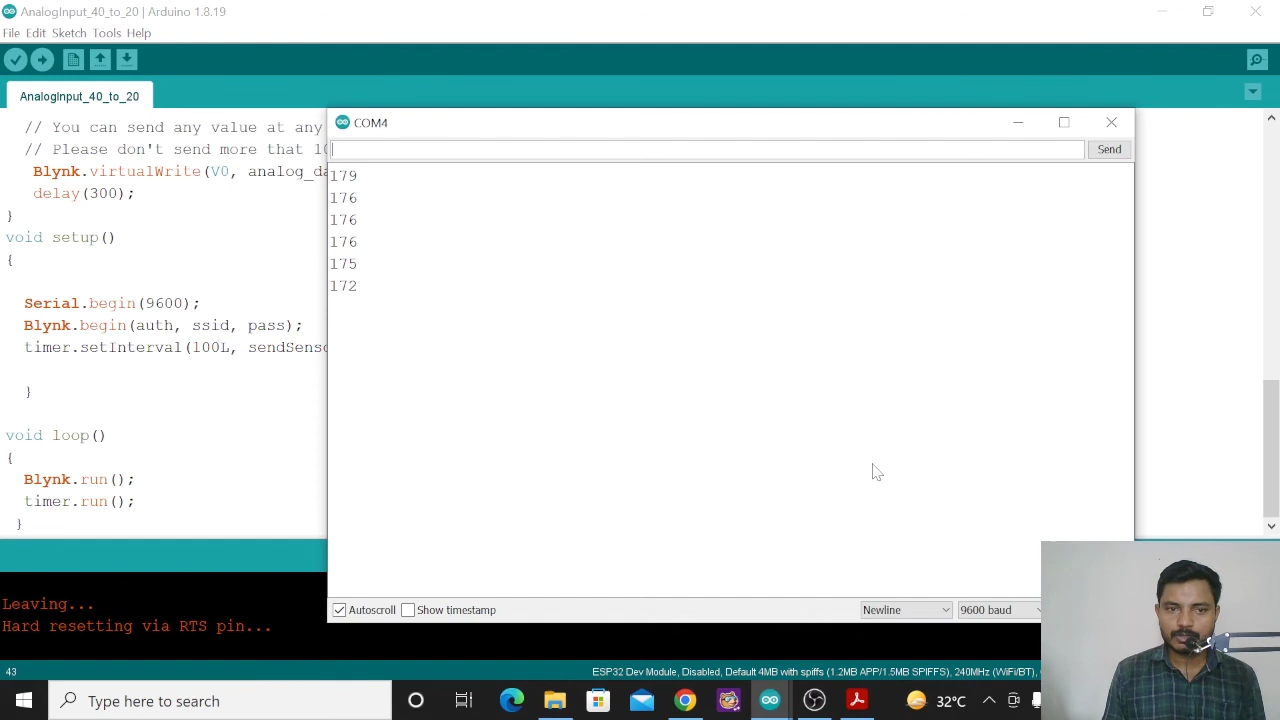 AnalogInput_40_to_20 | Arduino 1.8.19
File Edit Sketch Tools Help
AnalogInput_40_to_20
// You can send any value at any
// Please don't send more that
Blynk.virtualWrite(V0,
delay(300);
}
void setup()
{
Serial.begin(9600);
Blynk.begin(auth, ssid, pass);
timer.setInterval(100L,
}
void loop()
{
Blynk.run();
timer.run();
}
COM4
Send
179
176
176
176
175
172
Autoscroll Show timestamp Newline 9600 baud
Leaving...
Hard resetting via RTS pin...
43 ESP32 Dev Module, Disabled, Default 4MB with spiffs (1.2MB APP/1.5MB SPIFFS), 240MHz (WiFi/BT),
Type here to search 32°C